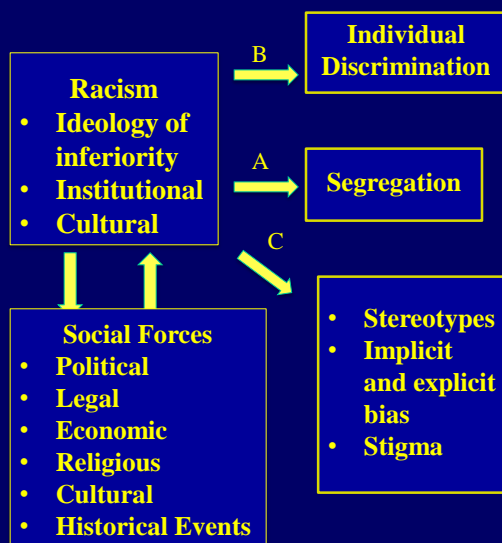 Racism
• Ideology of
inferiority
• Institutional
• Cultural
B
Individual
Discrimination
A
Segregation
C
• Stereotypes
• Implicit
and explicit
bias
• Stigma
Social Forces
• Political
• Legal
• Economic
• Religious
• Cultural
• Historical Events